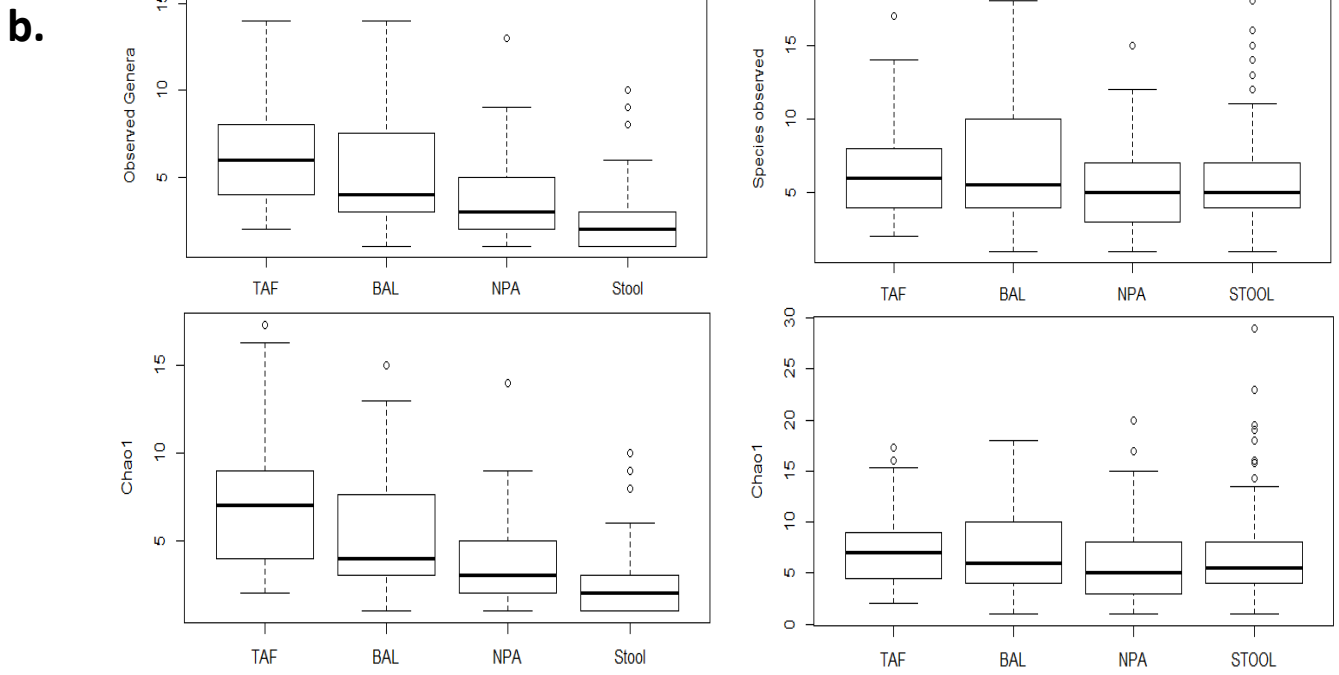 b.
15
10
5
Observed Genera
TAF BAL NPA Stool
15
10
5
Species observed
TAF BAL NPA STOOL
15
10
5
Chao1
TAF BAL NPA Stool
30
25
20
15
10
5
0
Chao1
TAF BAL NPA STOOL